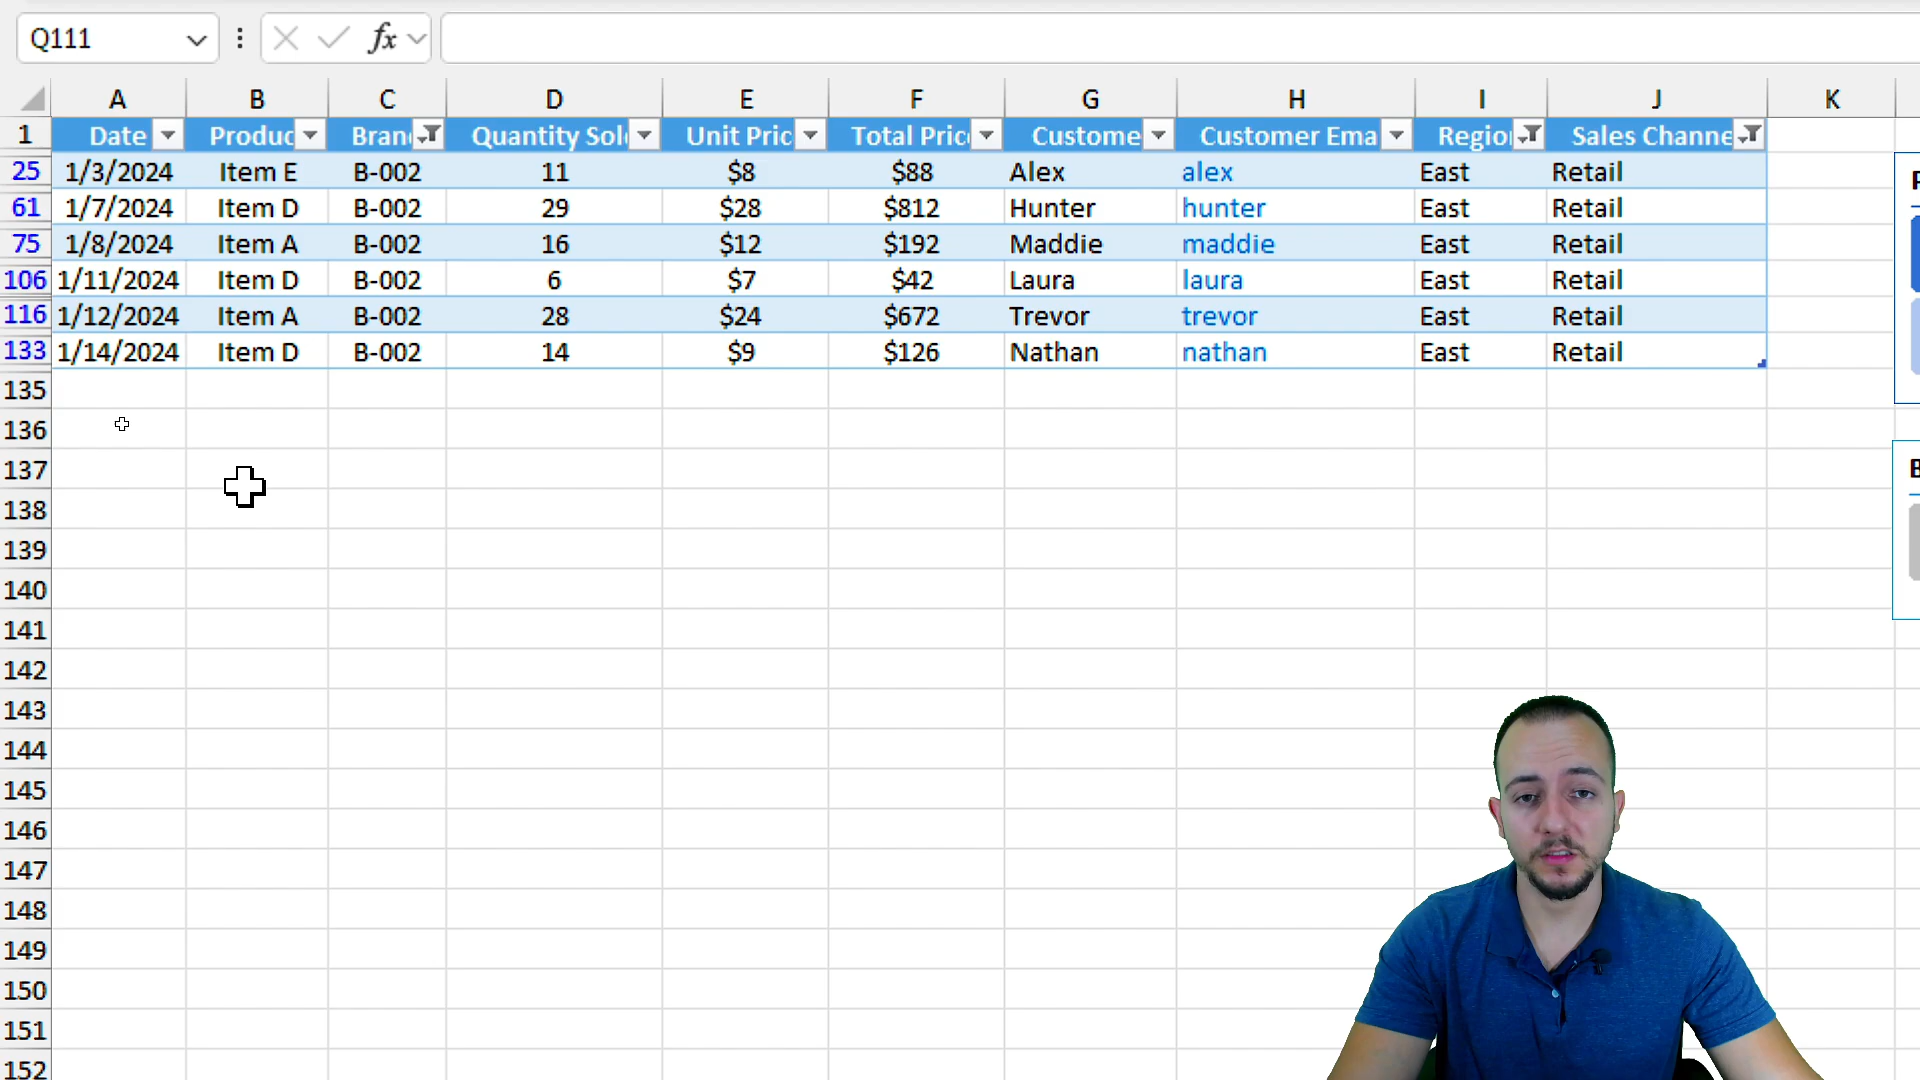 Q111 fx
A B C D E F G H I J K
1 Date Produc Bran Quantity Sol Unit Pric Total Pric Custome Customer Ema Regio Sales Channe
25 1/3/2024 Item E B-002 11 $8 $88 Alex alex East Retail
61 1/7/2024 Item D B-002 29 $28 $812 Hunter hunter East Retail
75 1/8/2024 Item A B-002 16 $12 $192 Maddie maddie East Retail
106 1/11/2024 Item D B-002 6 $7 $42 Laura laura East Retail
116 1/12/2024 Item A B-002 28 $24 $672 Trevor trevor East Retail
133 1/14/2024 Item D B-002 14 $9 $126 Nathan nathan East Retail
135
136
137
138
139
140
141
142
143
144
145
146
147
148
149
150
151
152